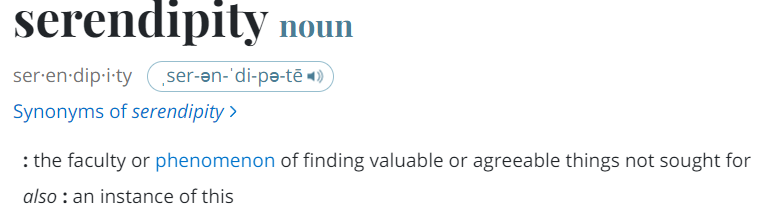 serendipity noun
ser·en·dip·i·ty ˌser-ən-ˈdi-pə-tē
Synonyms of serendipity >
: the faculty or phenomenon of finding valuable or agreeable things not sought for
also : an instance of this